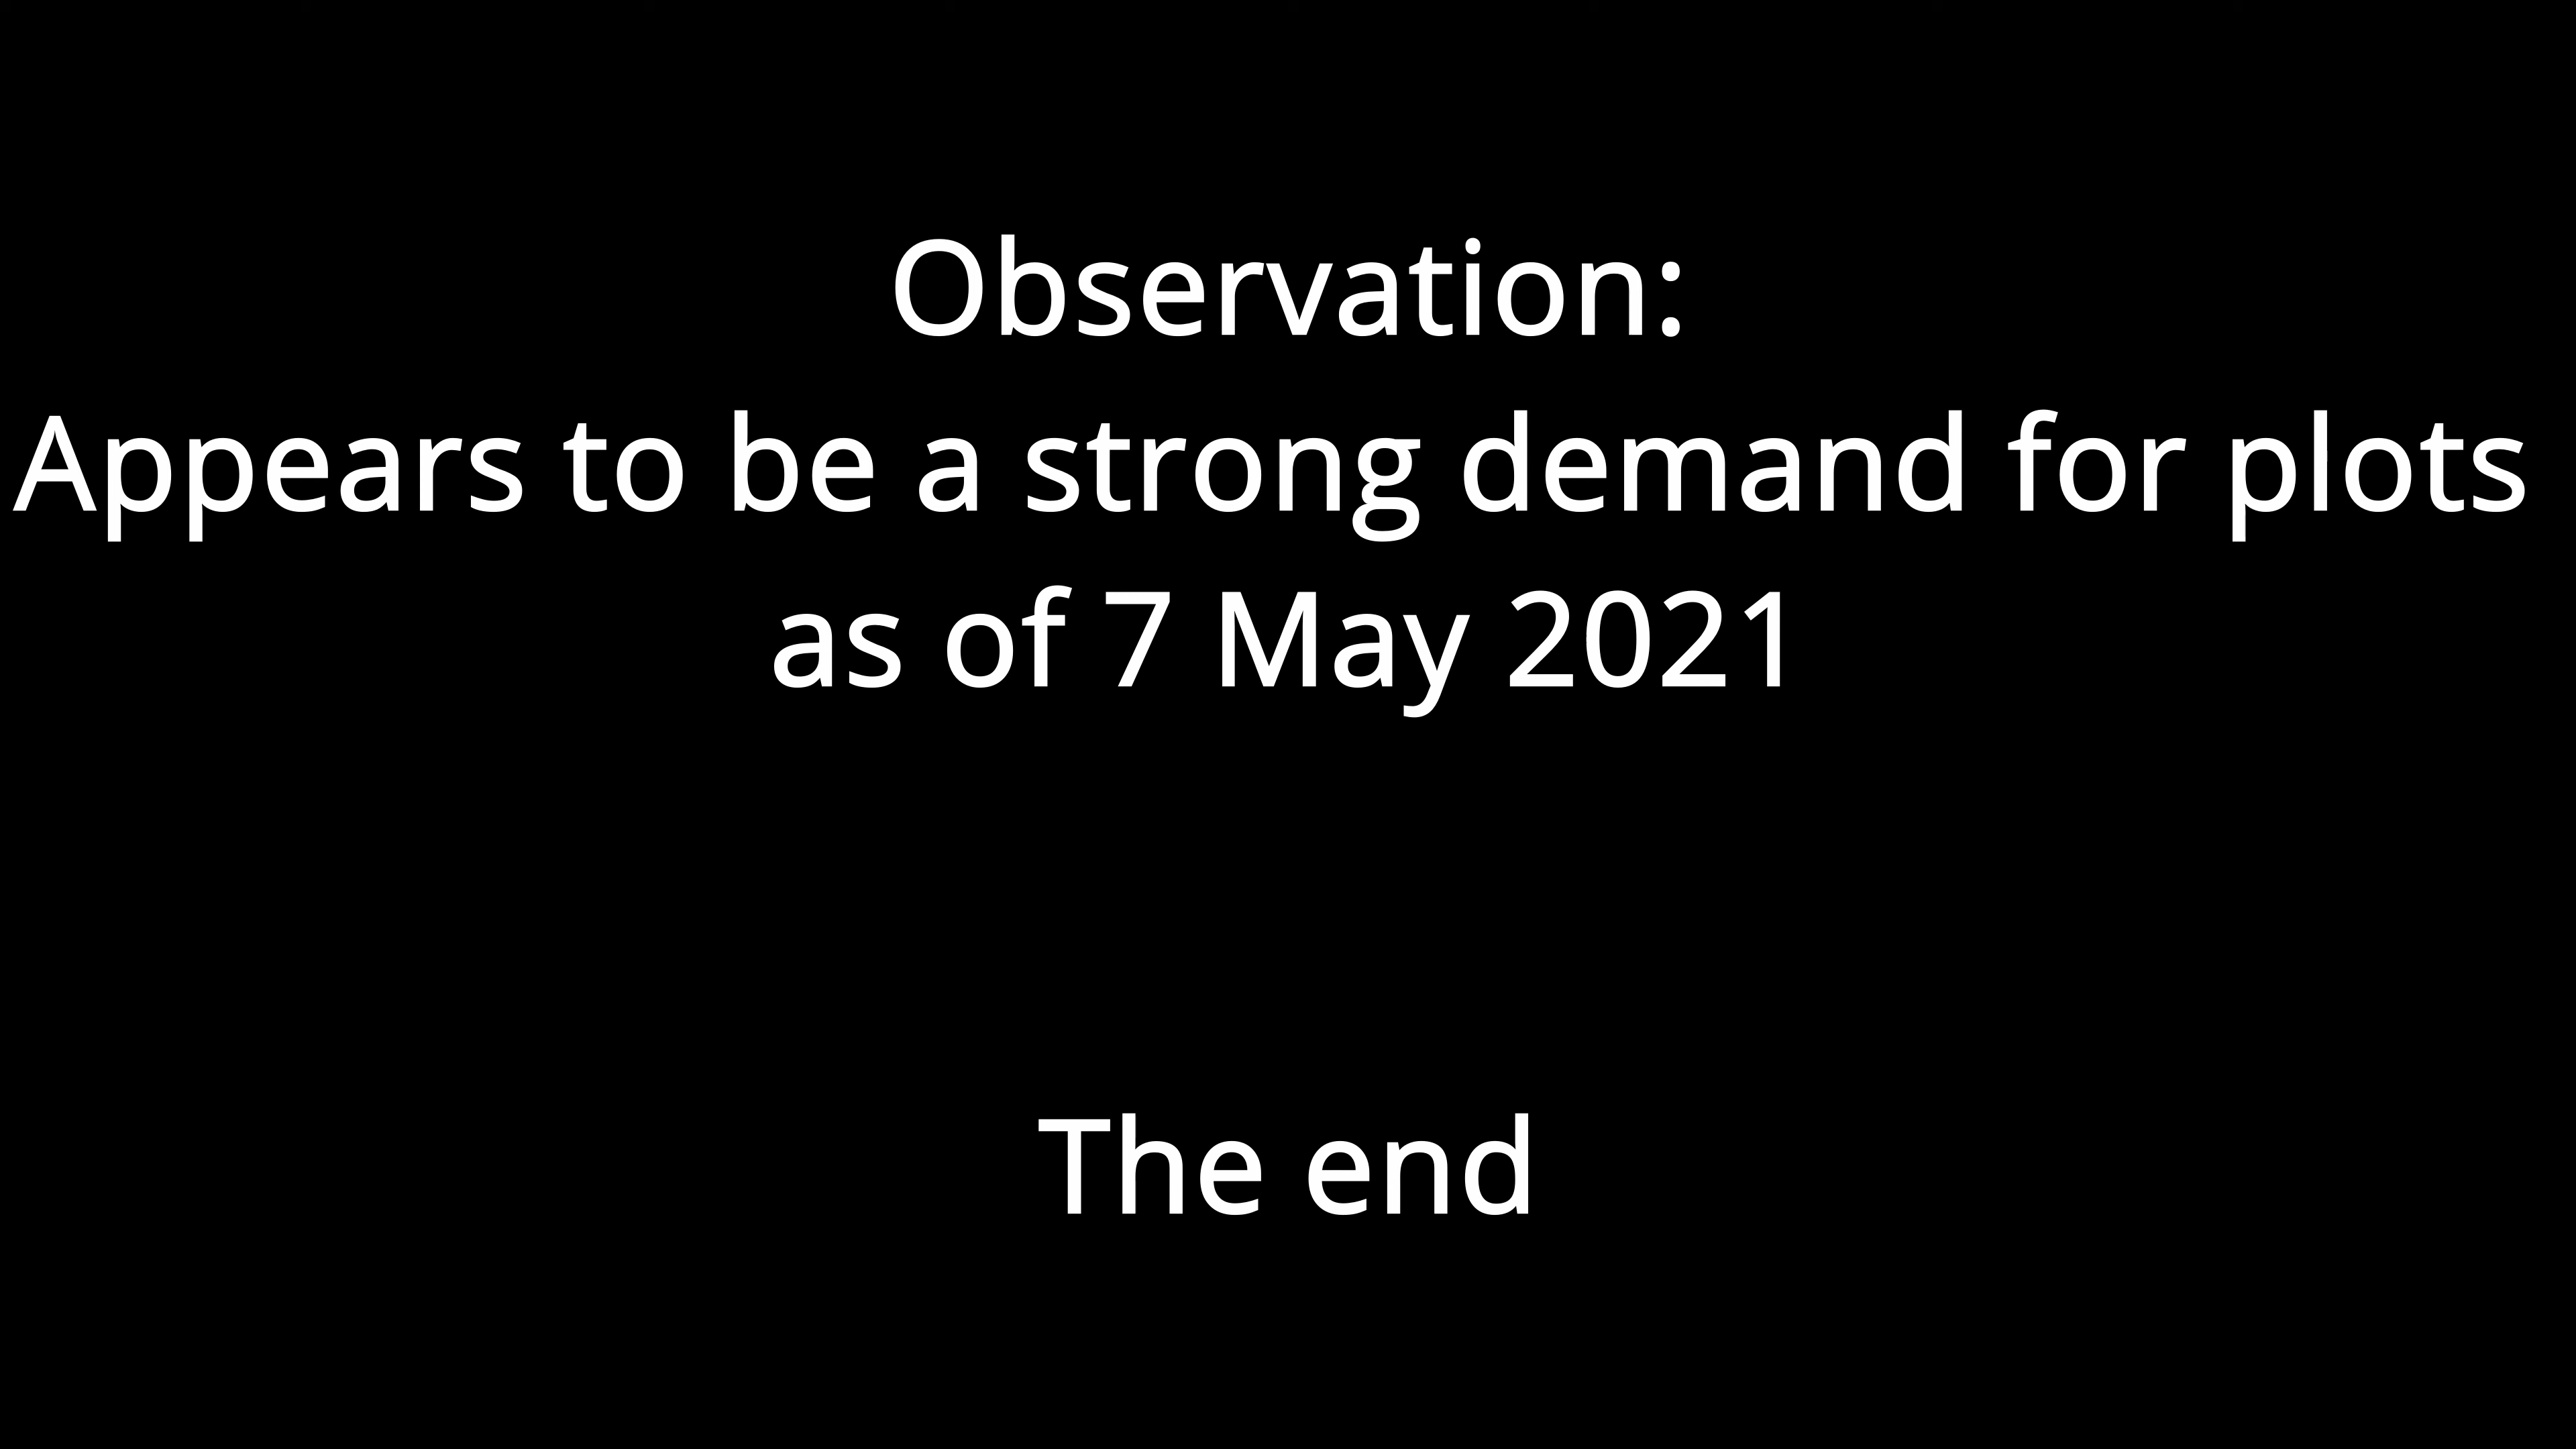 Observation:
Appears to be a strong demand for plots
as of 7 May 2021
The end